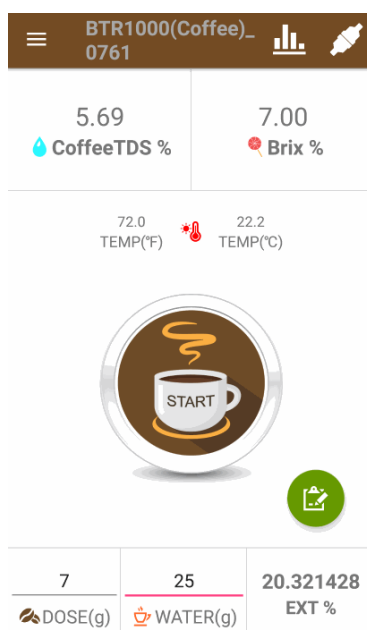 BTR1000(Coffee)_
0761
5.69
7.00
CoffeeTDS %
Brix %
72.0
22.2
TEMP(℉)
TEMP(℃)
START
7
25
20.321428
DOSE(g)
WATER(g)
EXT %